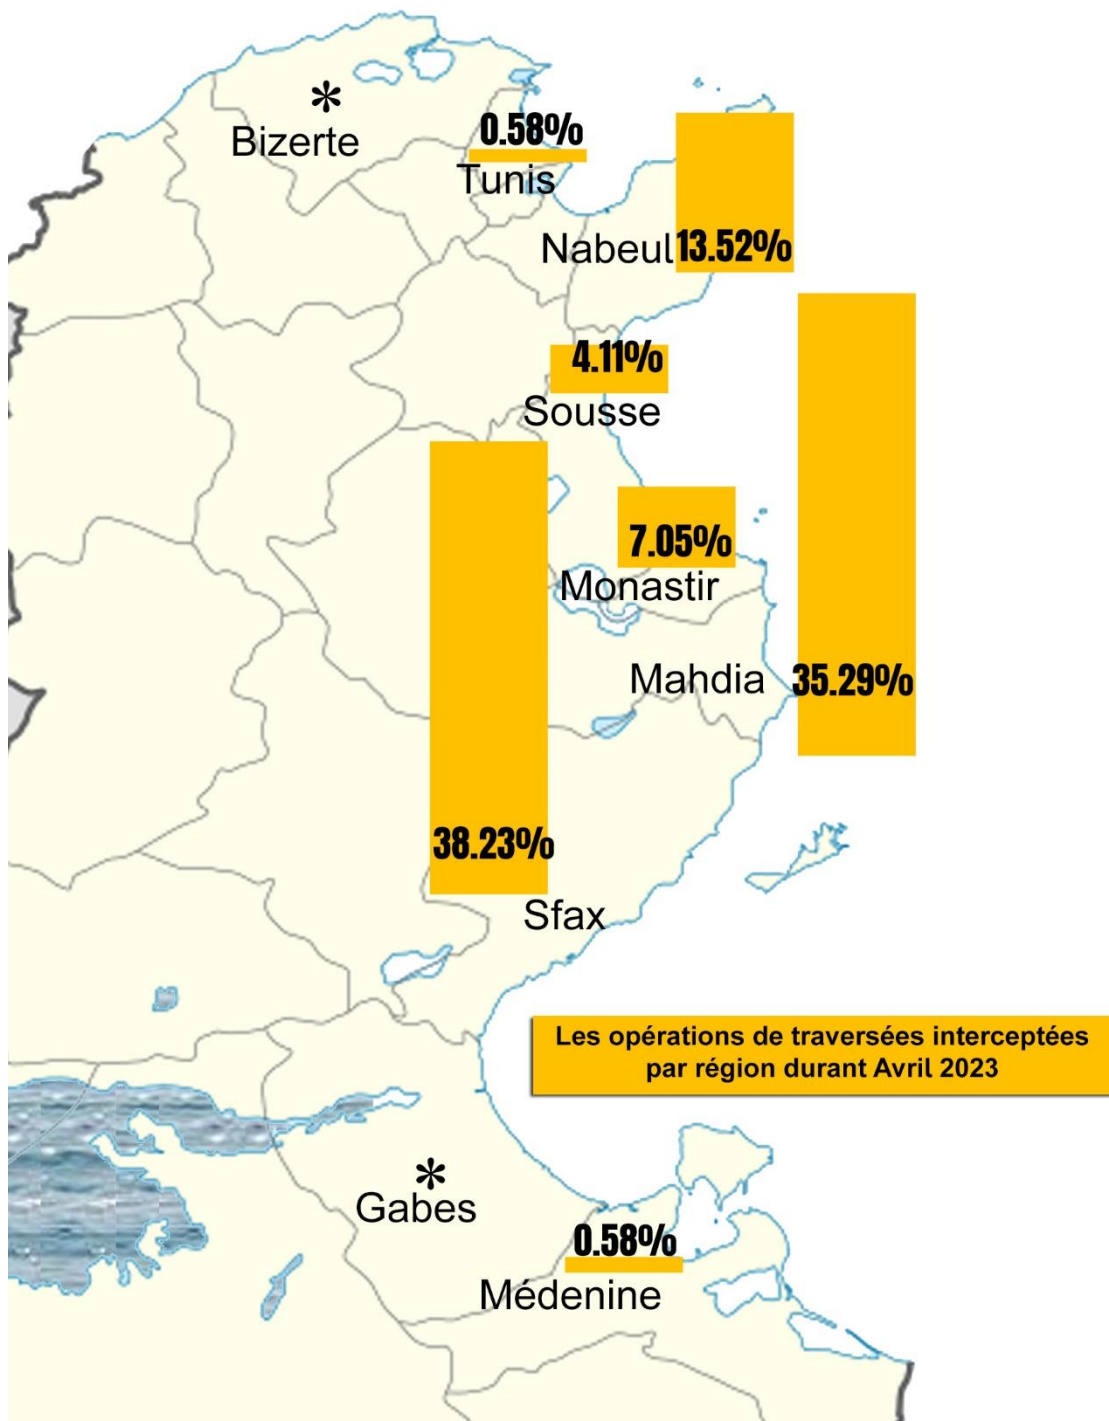 *
Bizerte
0.58%
Tunis
Nabeul 13.52%
4.11%
Sousse
7.05%
Monastir
Mahdia 35.29%
38.23%
Sfax
Les opérations de traversées interceptées
par région durant Avril 2023
*
Gabes
0.58%
Médenine